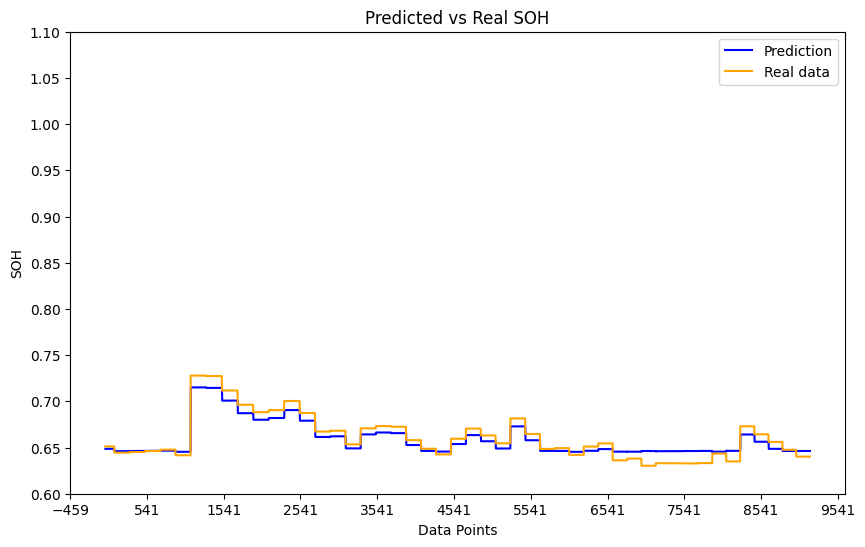 Predicted vs Real SOH
1.10
1.05
1.00
0.95
0.90
0.85
0.80
0.75
0.70
0.65
0.60
SOH
Prediction
Real data
−459 541 1541 2541 3541 4541 5541 6541 7541 8541 9541
Data Points